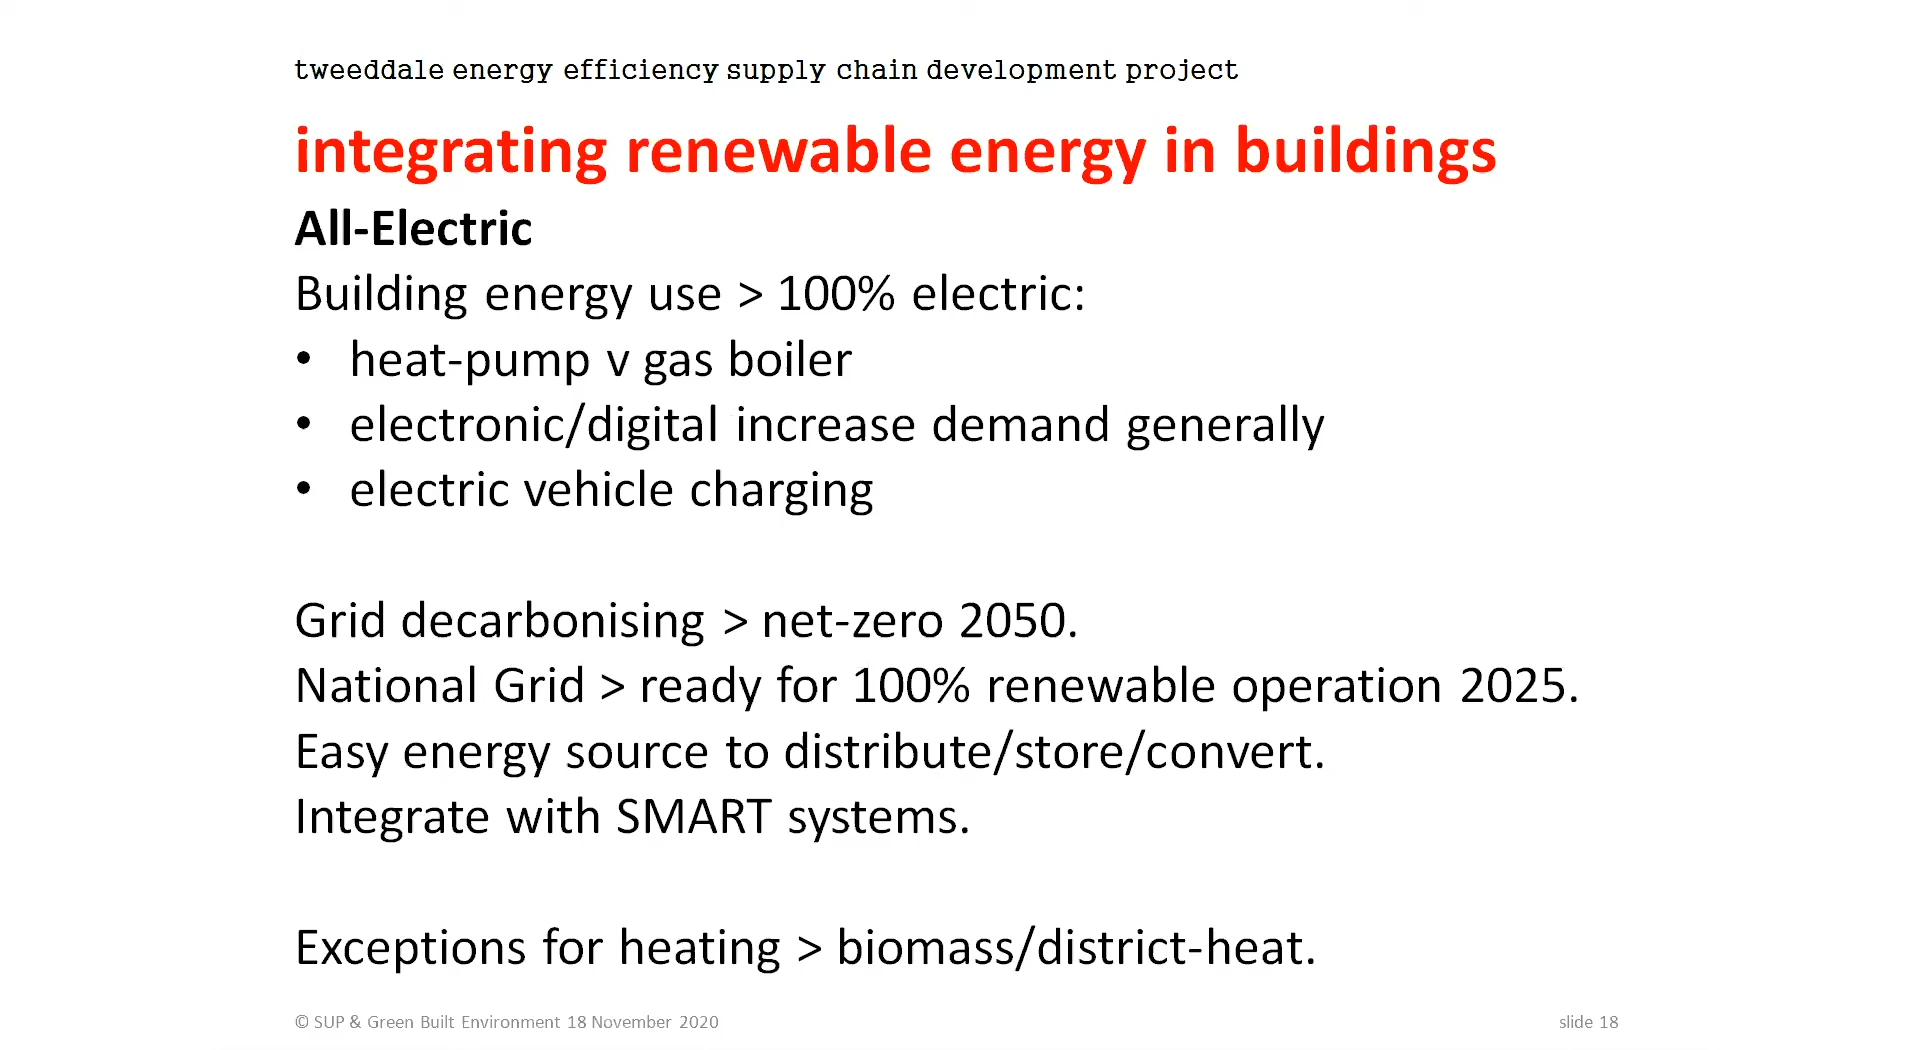 tweeddale energy efficiency supply chain development project
integrating renewable energy in buildings
All-Electric
Building energy use > 100% electric:
• heat-pump v gas boiler
• electronic/digital increase demand generally
• electric vehicle charging
Grid decarbonising > net-zero 2050.
National Grid > ready for 100% renewable operation 2025.
Easy energy source to distribute/store/convert.
Integrate with SMART systems.
Exceptions for heating > biomass/district-heat.
© SUP & Green Built Environment 18 November 2020
slide 18